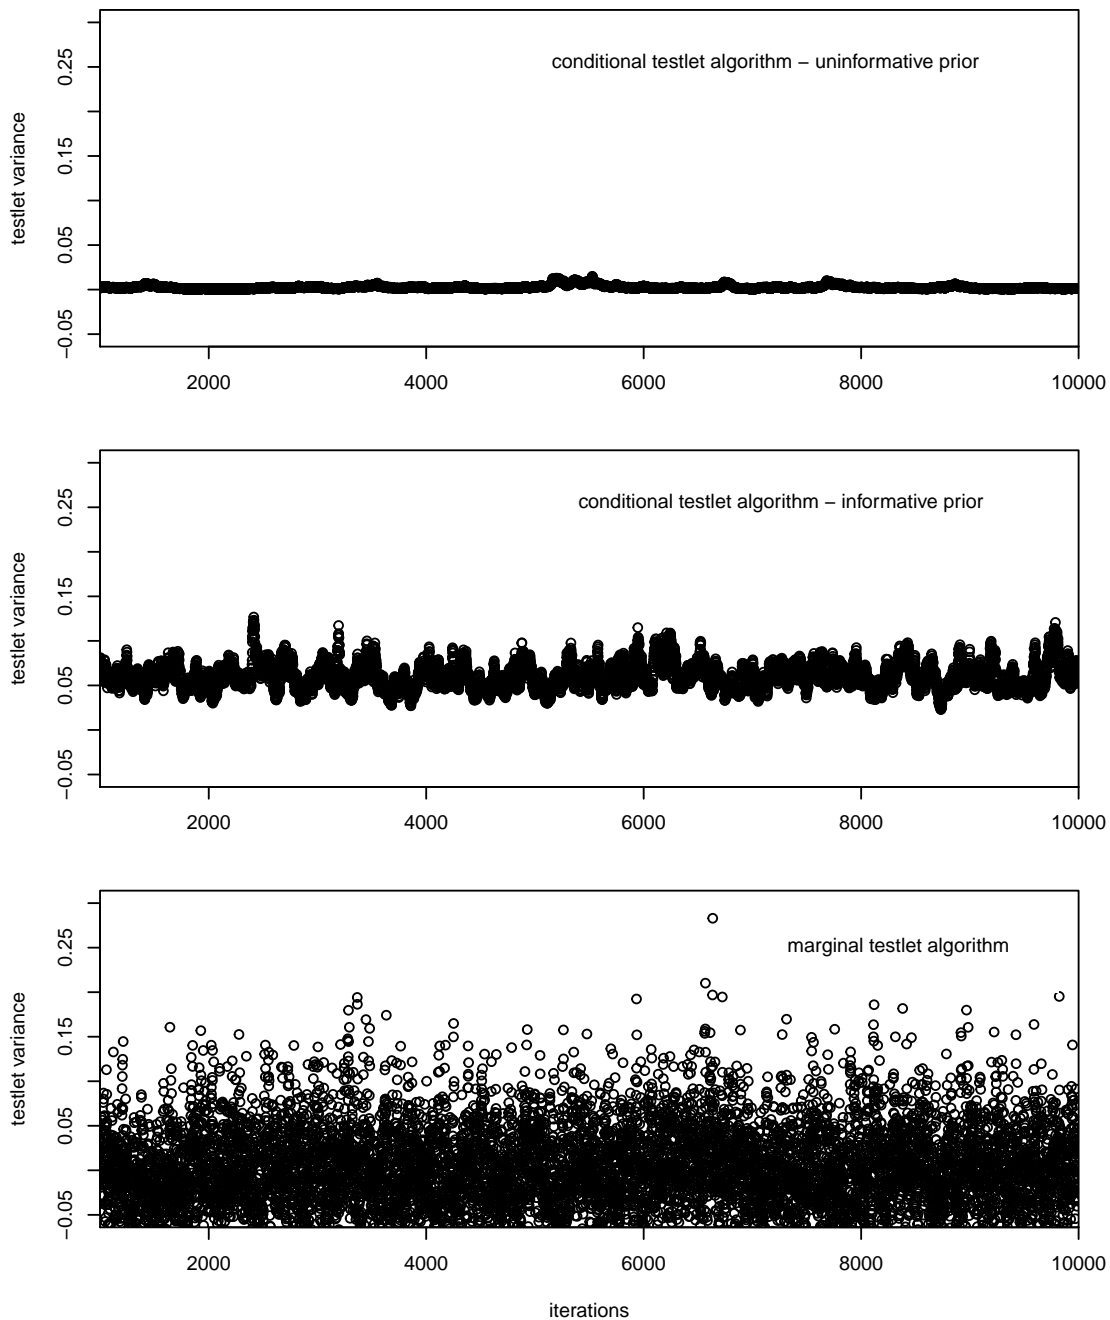 conditional testlet algorithm − uninformative prior
testlet variance
−0.05 0.05 0.15 0.25
2000 4000 6000 8000 10000
conditional testlet algorithm − informative prior
testlet variance
−0.05 0.05 0.15 0.25
2000 4000 6000 8000 10000
marginal testlet algorithm
testlet variance
−0.05 0.05 0.15 0.25
2000 4000 6000 8000 10000
iterations